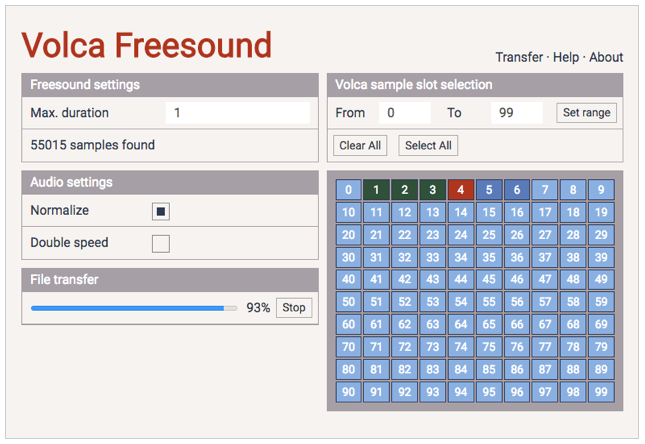 Volca Freesound
Transfer · Help · About
Freesound settings
Max. duration 1
55015 samples found
Audio settings
Normalize
Double speed
File transfer
93% Stop
Volca sample slot selection
From 0 To 99 Set range
Clear All Select All
0 1 2 3 4 5 6 7 8 9
10 11 12 13 14 15 16 17 18 19
20 21 22 23 24 25 26 27 28 29
30 31 32 33 34 35 36 37 38 39
40 41 42 43 44 45 46 47 48 49
50 51 52 53 54 55 56 57 58 59
60 61 62 63 64 65 66 67 68 69
70 71 72 73 74 75 76 77 78 79
80 81 82 83 84 85 86 87 88 89
90 91 92 93 94 95 96 97 98 99